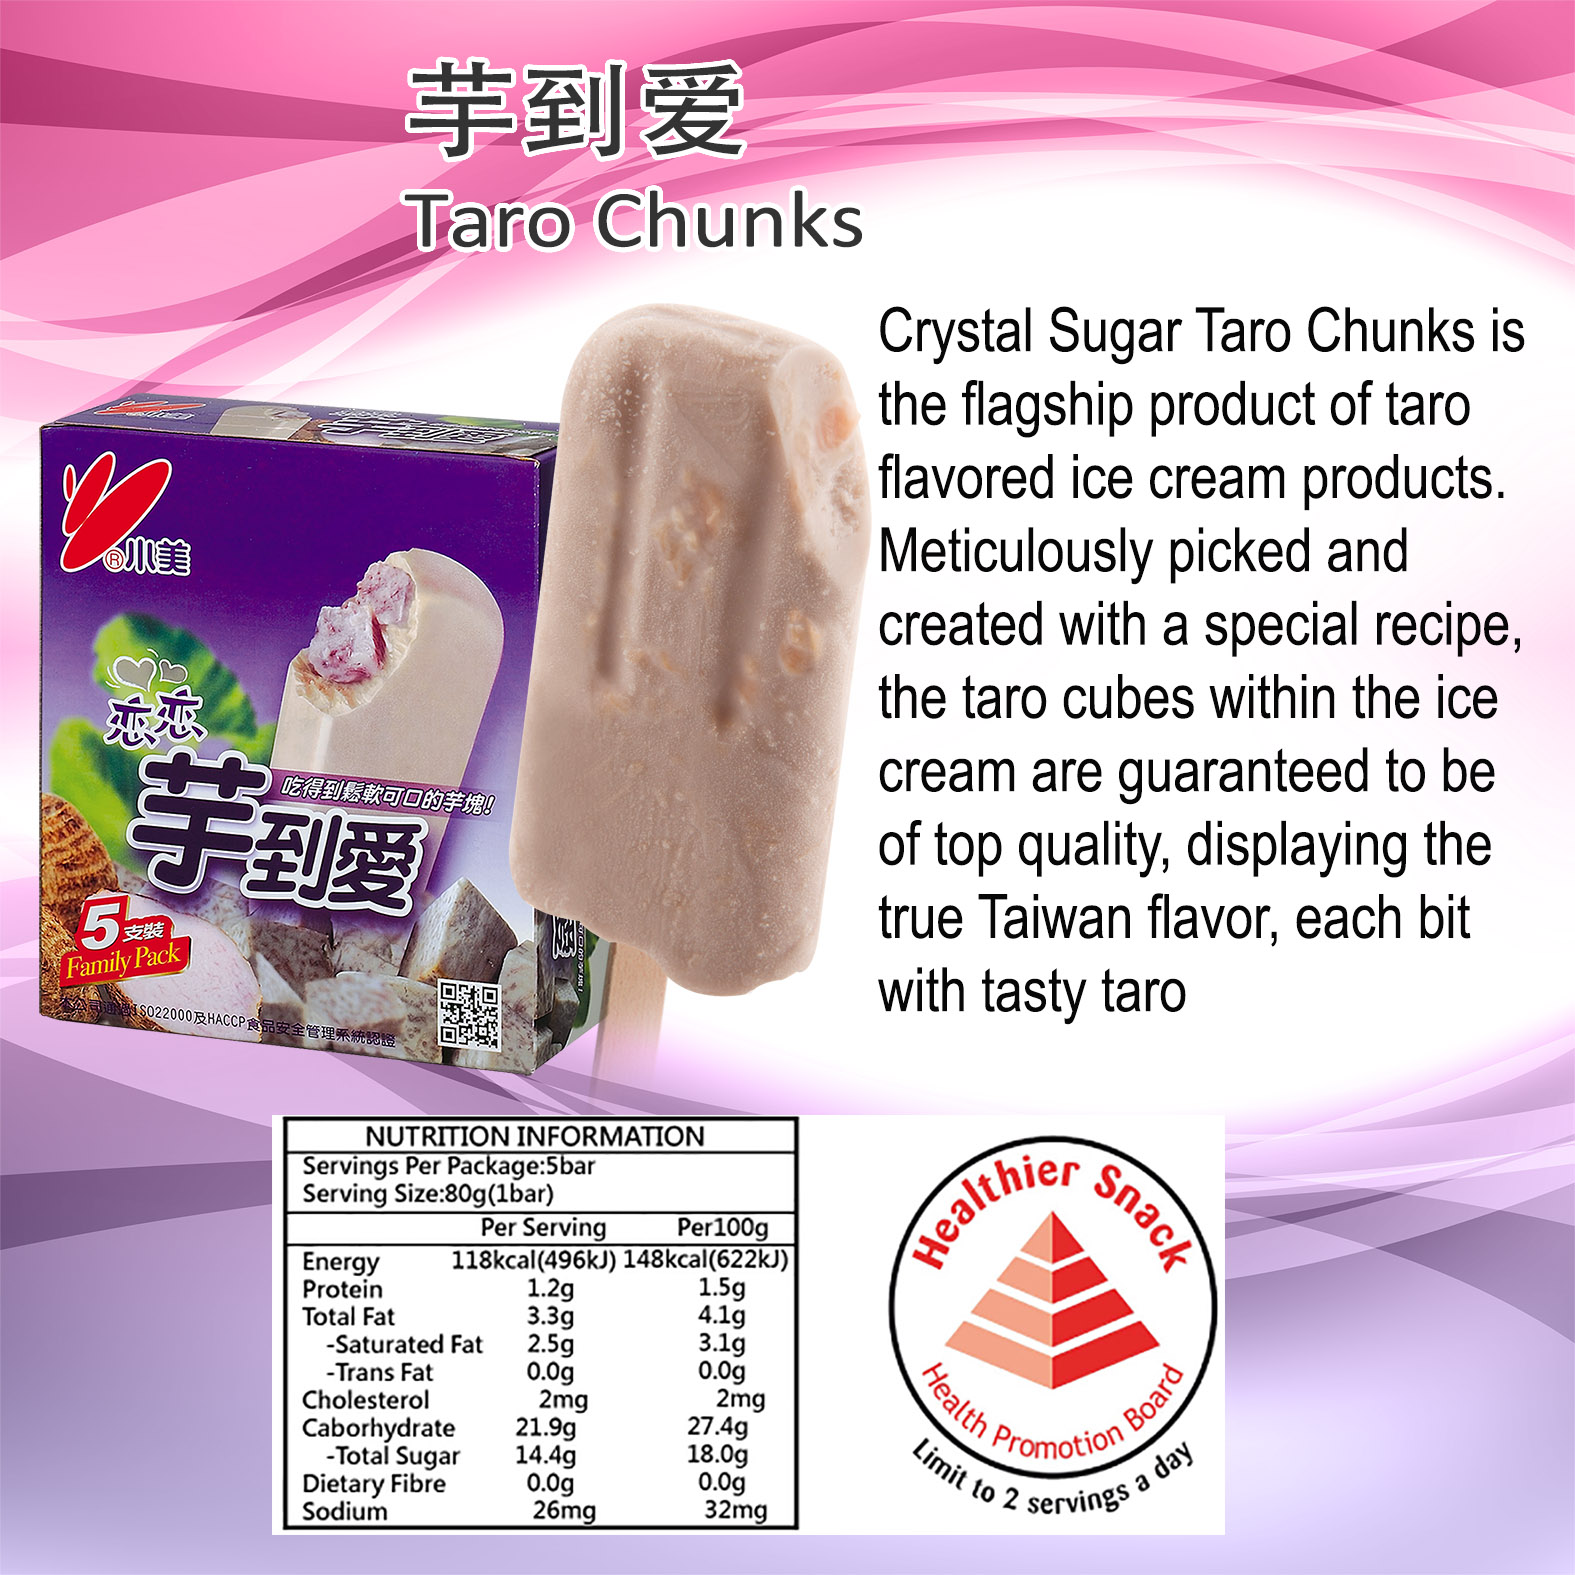 芋到爱
Taro Chunks
Crystal Sugar Taro Chunks is
the flagship product of taro
flavored ice cream products.
Meticulously picked and
created with a special recipe,
the taro cubes within the ice
cream are guaranteed to be
of top quality, displaying the
true Taiwan flavor, each bit
with tasty taro
®小美
恋恋
吃得到鬆軟可口的芋塊!
芋到愛
5支裝
Family Pack
本公司通過ISO22000及HACCP食品安全管理系統認證
NUTRITION INFORMATION
Servings Per Package:5bar
Serving Size:80g(1bar)
Per Serving Per100g
Energy 118kcal(496kJ) 148kcal(622kJ)
Protein 1.2g 1.5g
Total Fat 3.3g 4.1g
-Saturated Fat 2.5g 3.1g
-Trans Fat 0.0g 0.0g
Cholesterol 2mg 2mg
Caborhydrate 21.9g 27.4g
-Total Sugar 14.4g 18.0g
Dietary Fibre 0.0g 0.0g
Sodium 26mg 32mg
Healthier Snack
Health Promotion Board
Limit to 2 servings a day